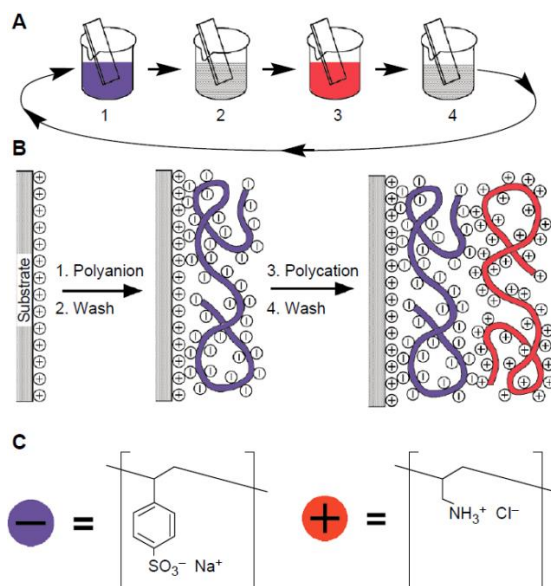 A
1 2 3 4
B
Substrate
1. Polyanion
2. Wash
3. Polycation
4. Wash
C
− =
SO₃⁻ Na⁺
+ =
NH₃⁺ Cl⁻